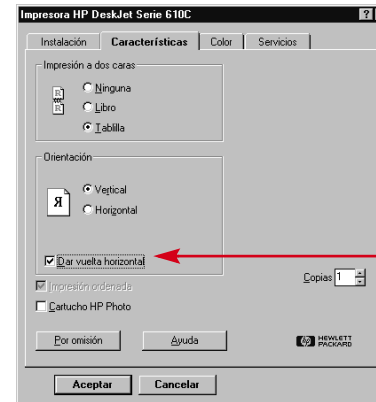 Impresora HP DeskJet Serie 610C
Instalación Características Color Servicios
Impresión a dos caras
Ninguna
Libro
Tablilla
Orientación
Vertical
Horizontal
Dar vuelta horizontal
Copias 1
Impresión ordenada
Cartucho HP Photo
Por omisión Ayuda
HEWLETT
PACKARD
Aceptar Cancelar